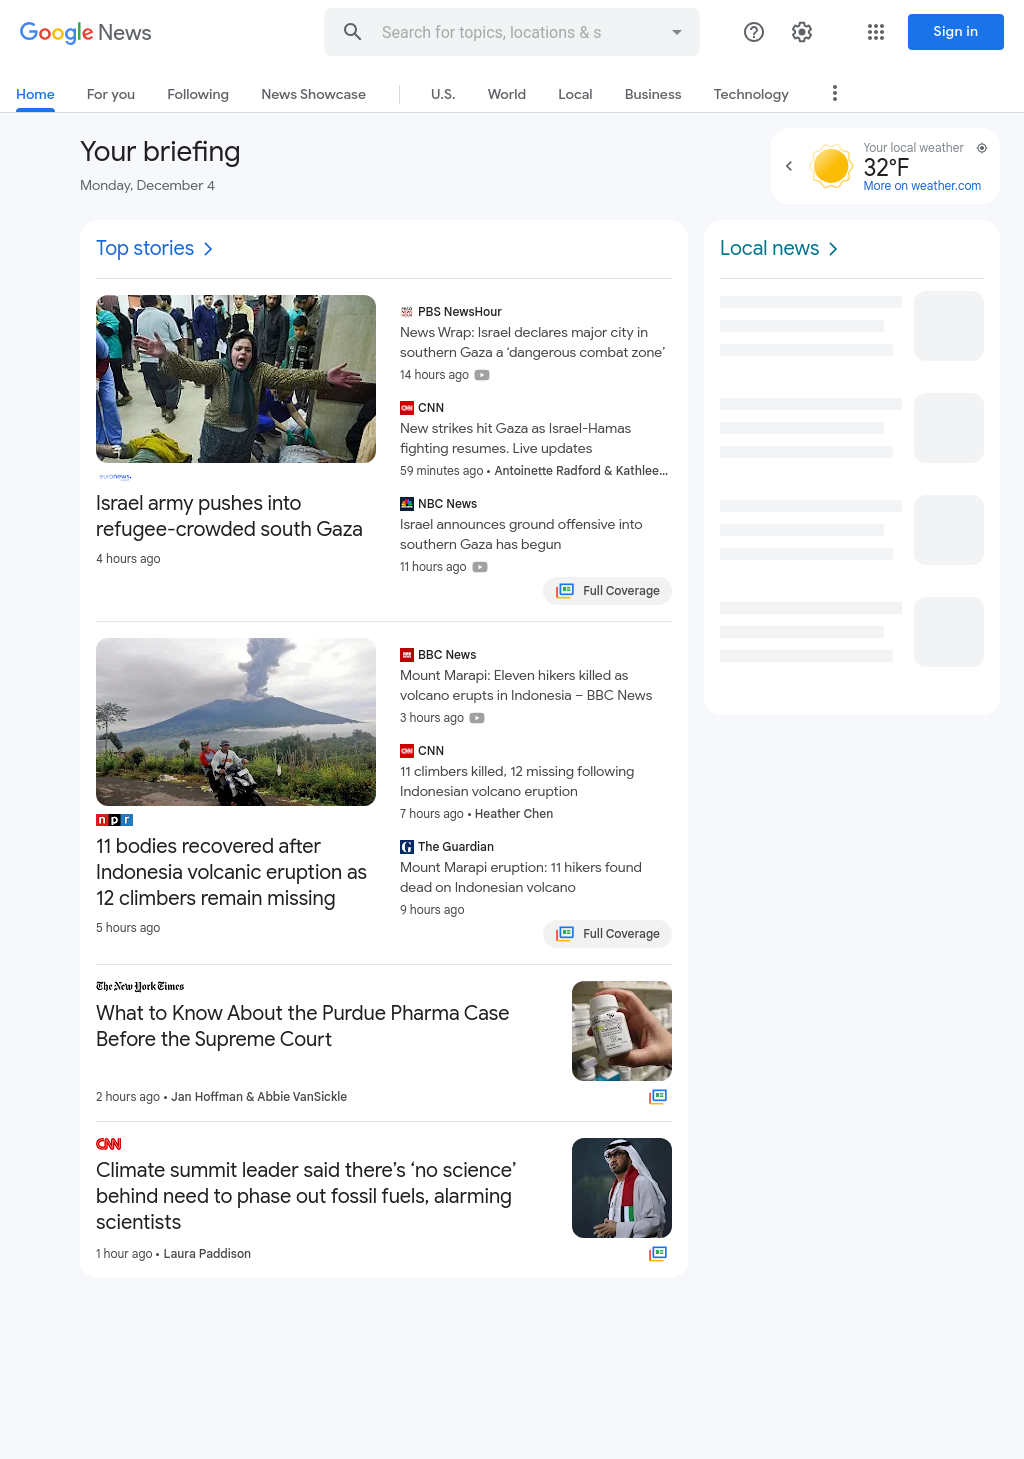 Google News
Search for topics, locations & s
Sign in
Home
For you
Following
News Showcase
U.S.
World
Local
Business
Technology
Your briefing
Monday, December 4
Your local weather
32°F
More on weather.com
Top stories
euronews.
Israel army pushes into
refugee-crowded south Gaza
4 hours ago
PBS NewsHour
News Wrap: Israel declares major city in
southern Gaza a ‘dangerous combat zone’
14 hours ago
CNN
New strikes hit Gaza as Israel-Hamas
fighting resumes. Live updates
59 minutes ago • Antoinette Radford & Kathlee...
NBC News
Israel announces ground offensive into
southern Gaza has begun
11 hours ago
Full Coverage
npr
11 bodies recovered after
Indonesia volcanic eruption as
12 climbers remain missing
5 hours ago
BBC News
Mount Marapi: Eleven hikers killed as
volcano erupts in Indonesia – BBC News
3 hours ago
CNN
11 climbers killed, 12 missing following
Indonesian volcano eruption
7 hours ago • Heather Chen
The Guardian
Mount Marapi eruption: 11 hikers found
dead on Indonesian volcano
9 hours ago
Full Coverage
The New York Times
What to Know About the Purdue Pharma Case
Before the Supreme Court
2 hours ago • Jan Hoffman & Abbie VanSickle
CNN
Climate summit leader said there’s ‘no science’
behind need to phase out fossil fuels, alarming
scientists
1 hour ago • Laura Paddison
Local news